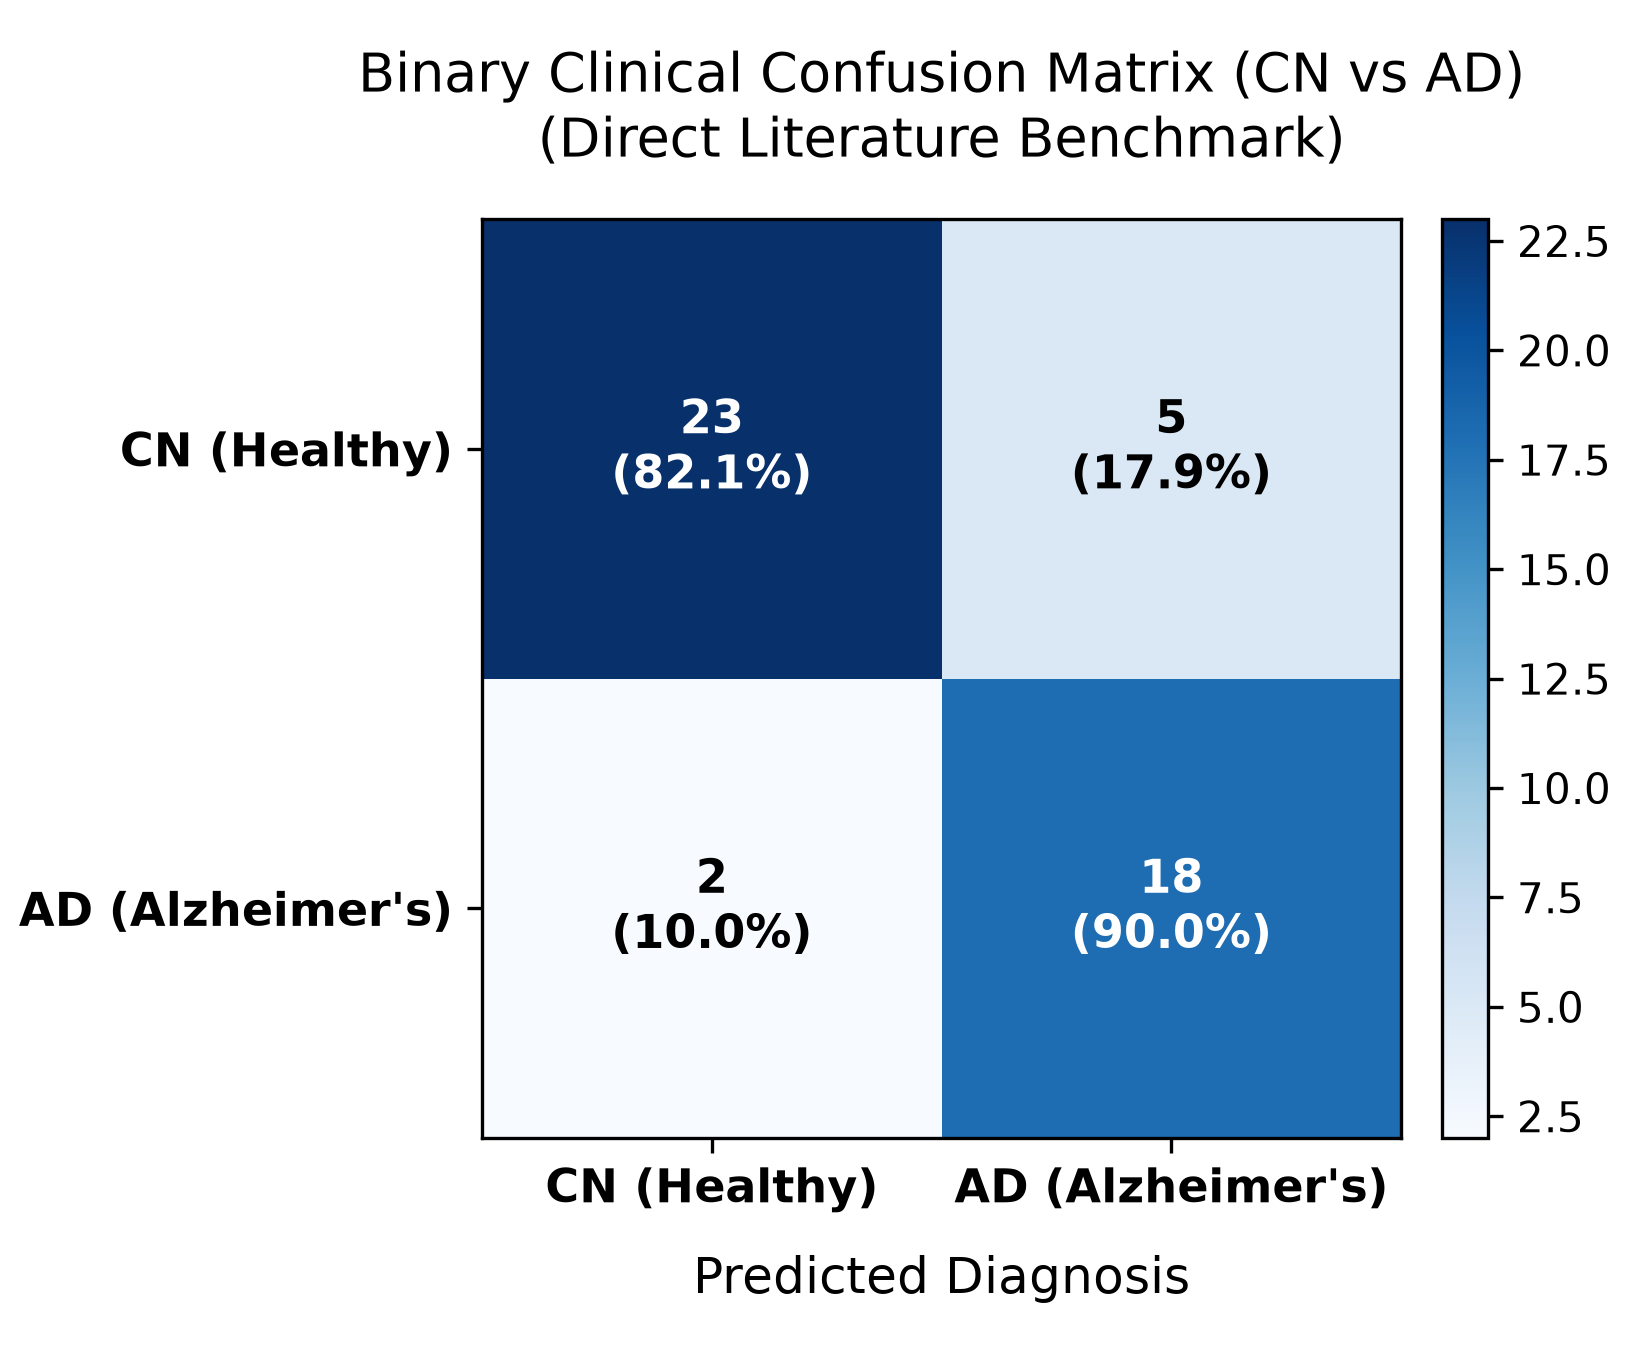 Binary Clinical Confusion Matrix (CN vs AD)
(Direct Literature Benchmark)
CN (Healthy)
AD (Alzheimer's)
23
(82.1%)
5
(17.9%)
2
(10.0%)
18
(90.0%)
CN (Healthy)
AD (Alzheimer's)
Predicted Diagnosis
22.5
20.0
17.5
15.0
12.5
10.0
7.5
5.0
2.5